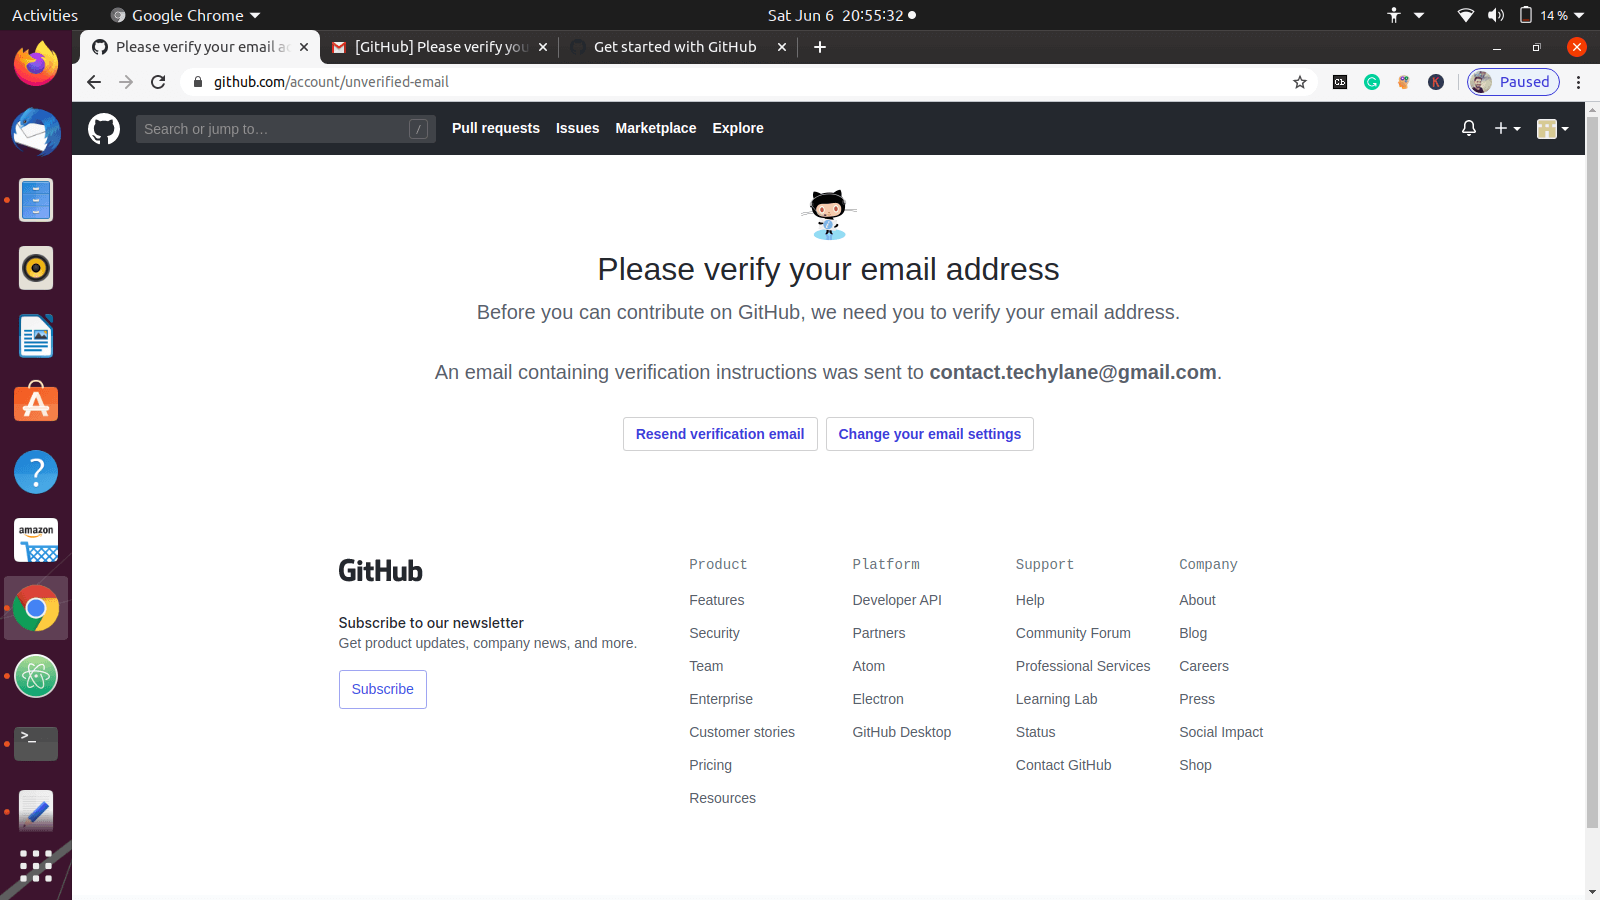 Activities
Google Chrome
Sat Jun 6 20:55:32
14 %
Please verify your email a
[GitHub] Please verify you
Get started with GitHub
github.com/account/unverified-email
Paused
Search or jump to…
/
Pull requests
Issues
Marketplace
Explore
Please verify your email address
Before you can contribute on GitHub, we need you to verify your email address.
An email containing verification instructions was sent to contact.techylane@gmail.com.
Resend verification email
Change your email settings
GitHub
Subscribe to our newsletter
Get product updates, company news, and more.
Subscribe
Product
Features
Security
Team
Enterprise
Customer stories
Pricing
Resources
Platform
Developer API
Partners
Atom
Electron
GitHub Desktop
Support
Help
Community Forum
Professional Services
Learning Lab
Status
Contact GitHub
Company
About
Blog
Careers
Press
Social Impact
Shop
amazon
>_